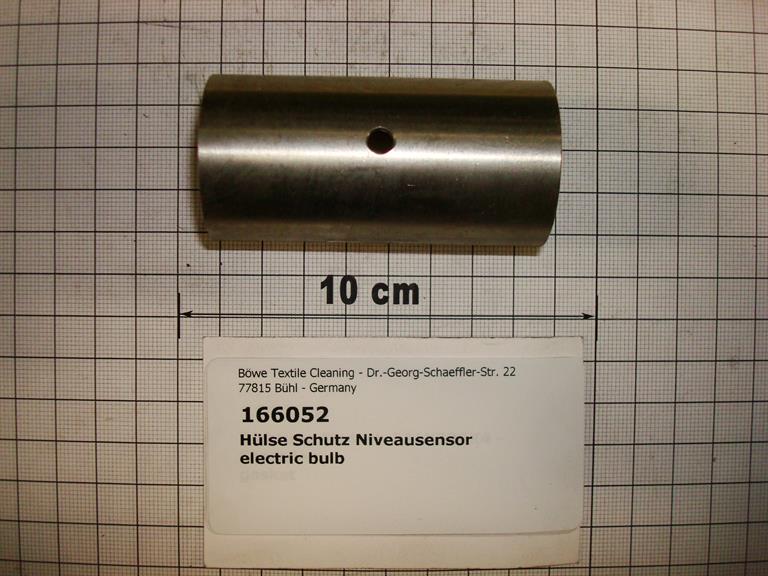 10 cm
Böwe Textile Cleaning - Dr.-Georg-Schaeffler-Str. 22
77815 Bühl - Germany
166052
Hülse Schutz Niveausensor
electric bulb